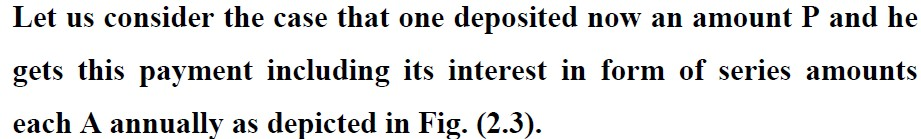 Let us consider the case that one deposited now an amount P and he
gets this payment including its interest in form of series amounts
each A annually as depicted in Fig. (2.3).